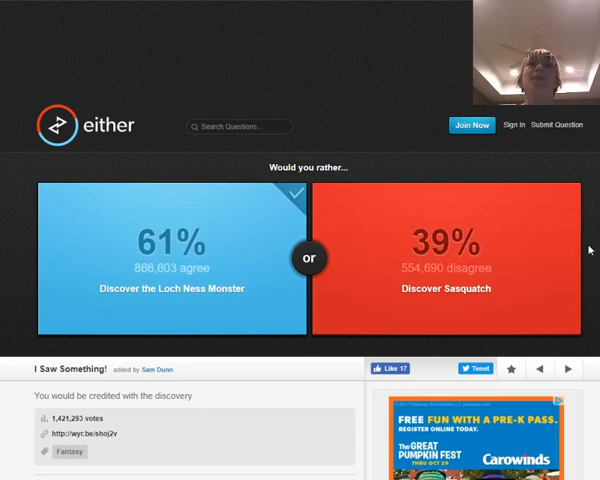 either
Search Questions...
Join Now
Sign In
Submit Question
Would you rather...
61%
866,603 agree
Discover the Loch Ness Monster
or
39%
554,690 disagree
Discover Sasquatch
I Saw Something! added by Sam Dunn
Like 17
Tweet
You would be credited with the discovery
1,421,293 votes
http://wyr.be/shoj2v
Fantasy
FREE FUN WITH A PRE-K PASS.
REGISTER ONLINE TODAY.
The GREAT
PUMPKIN FEST
THRU OCT 29
Carowinds